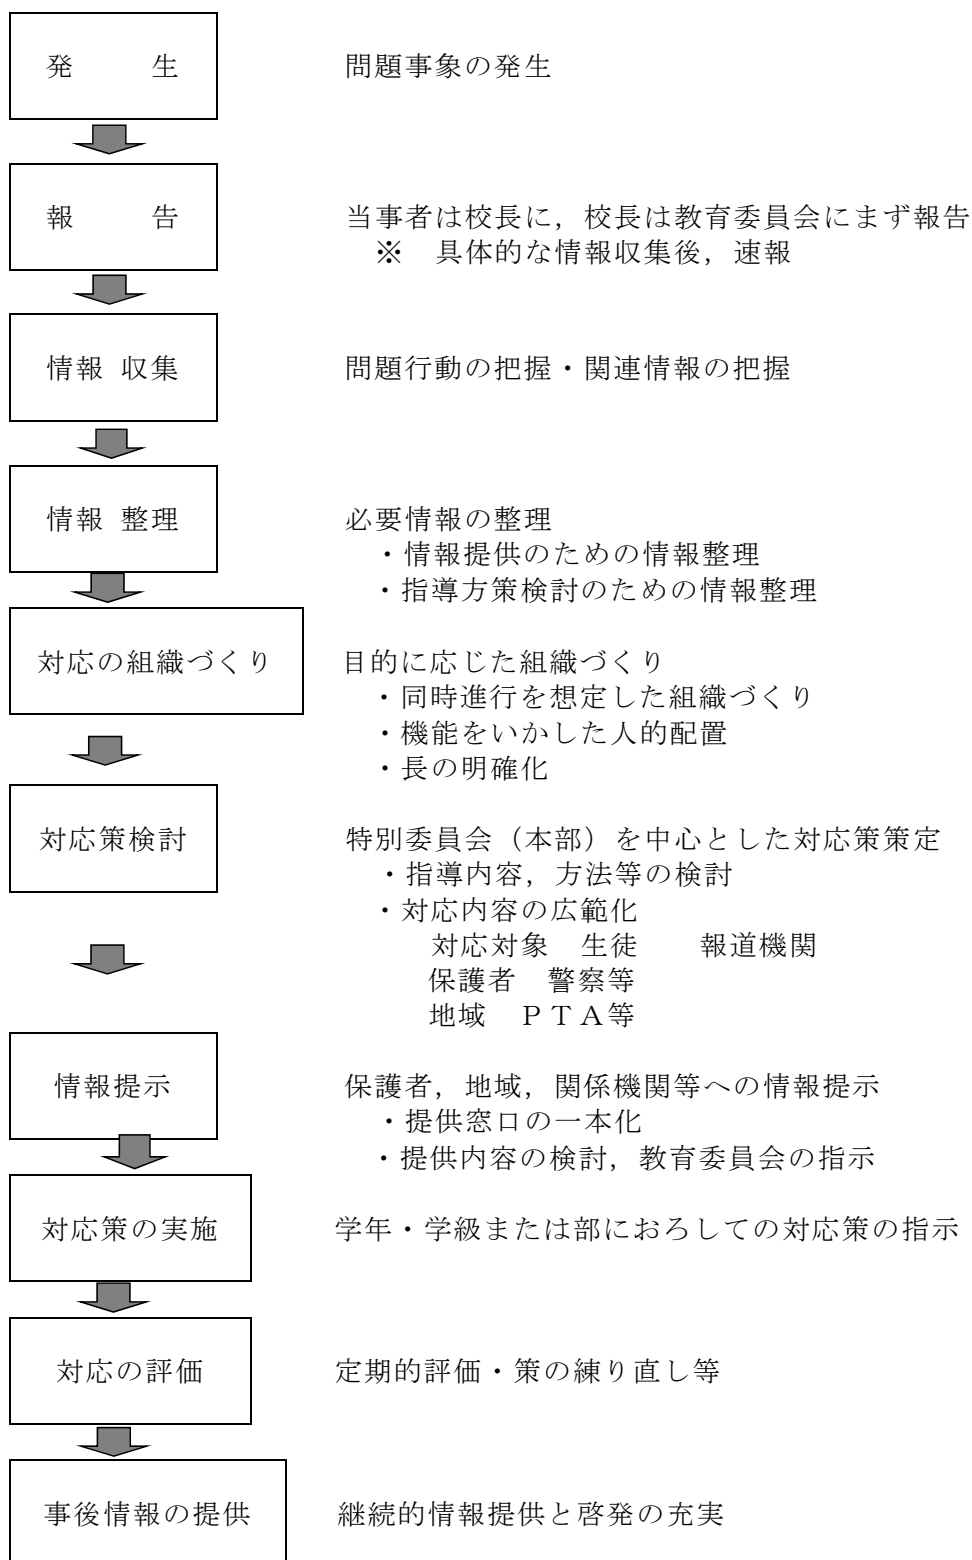 発　　　生　　　問題事象の発生
報　　　告　　　当事者は校長に，校長は教育委員会にまず報告
※　具体的な情報収集後，速報
情報 収集　　　問題行動の把握・関連情報の把握
情報 整理　　　必要情報の整理
・情報提供のための情報整理
・指導方策検討のための情報整理
対応の組織づくり　　　目的に応じた組織づくり
・同時進行を想定した組織づくり
・機能をいかした人的配置
・長の明確化
対応策検討　　　特別委員会（本部）を中心とした対応策策定
・指導内容，方法等の検討
・対応内容の広範化
対応対象　生徒　　報道機関
保護者　警察等
地域　ＰＴＡ等
情報提示　　　保護者，地域，関係機関等への情報提示
・提供窓口の一本化
・提供内容の検討，教育委員会の指示
対応策の実施　　　学年・学級または部におろしての対応策の指示
対応の評価　　　定期的評価・策の練り直し等
事後情報の提供　　　継続的情報提供と啓発の充実